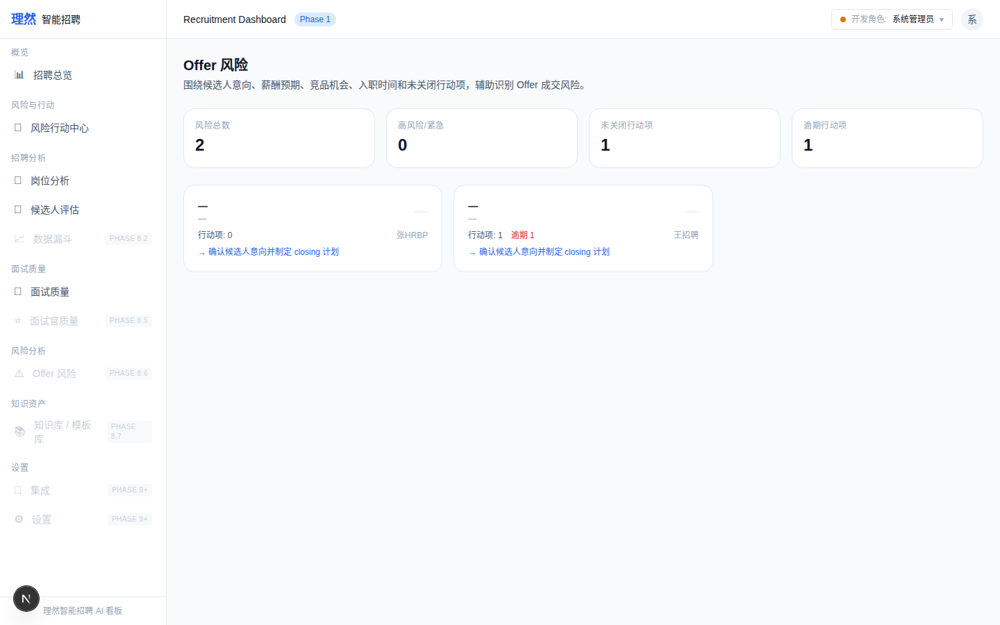 理然 智能招聘
Recruitment Dashboard Phase 1
开发角色: 系统管理员 ▾
系
概览
招聘总览
风险与行动
风险行动中心
招聘分析
岗位分析
候选人评估
数据漏斗 PHASE 8.2
面试质量
面试质量
面试官质量 PHASE 8.5
风险分析
Offer 风险 PHASE 8.6
知识资产
知识库 / 模板
库
PHASE
8.7
设置
集成 PHASE 9+
设置 PHASE 9+
理然智能招聘 AI 看板
Offer 风险
围绕候选人意向、薪酬预期、竞品机会、入职时间和未关闭行动项，辅助识别 Offer 成交风险。
风险总数
2
高风险/紧急
0
未关闭行动项
1
逾期行动项
1
—
—
行动项: 0 张HRBP
→ 确认候选人意向并制定 closing 计划
—
—
行动项: 1 逾期 1 王招聘
→ 确认候选人意向并制定 closing 计划